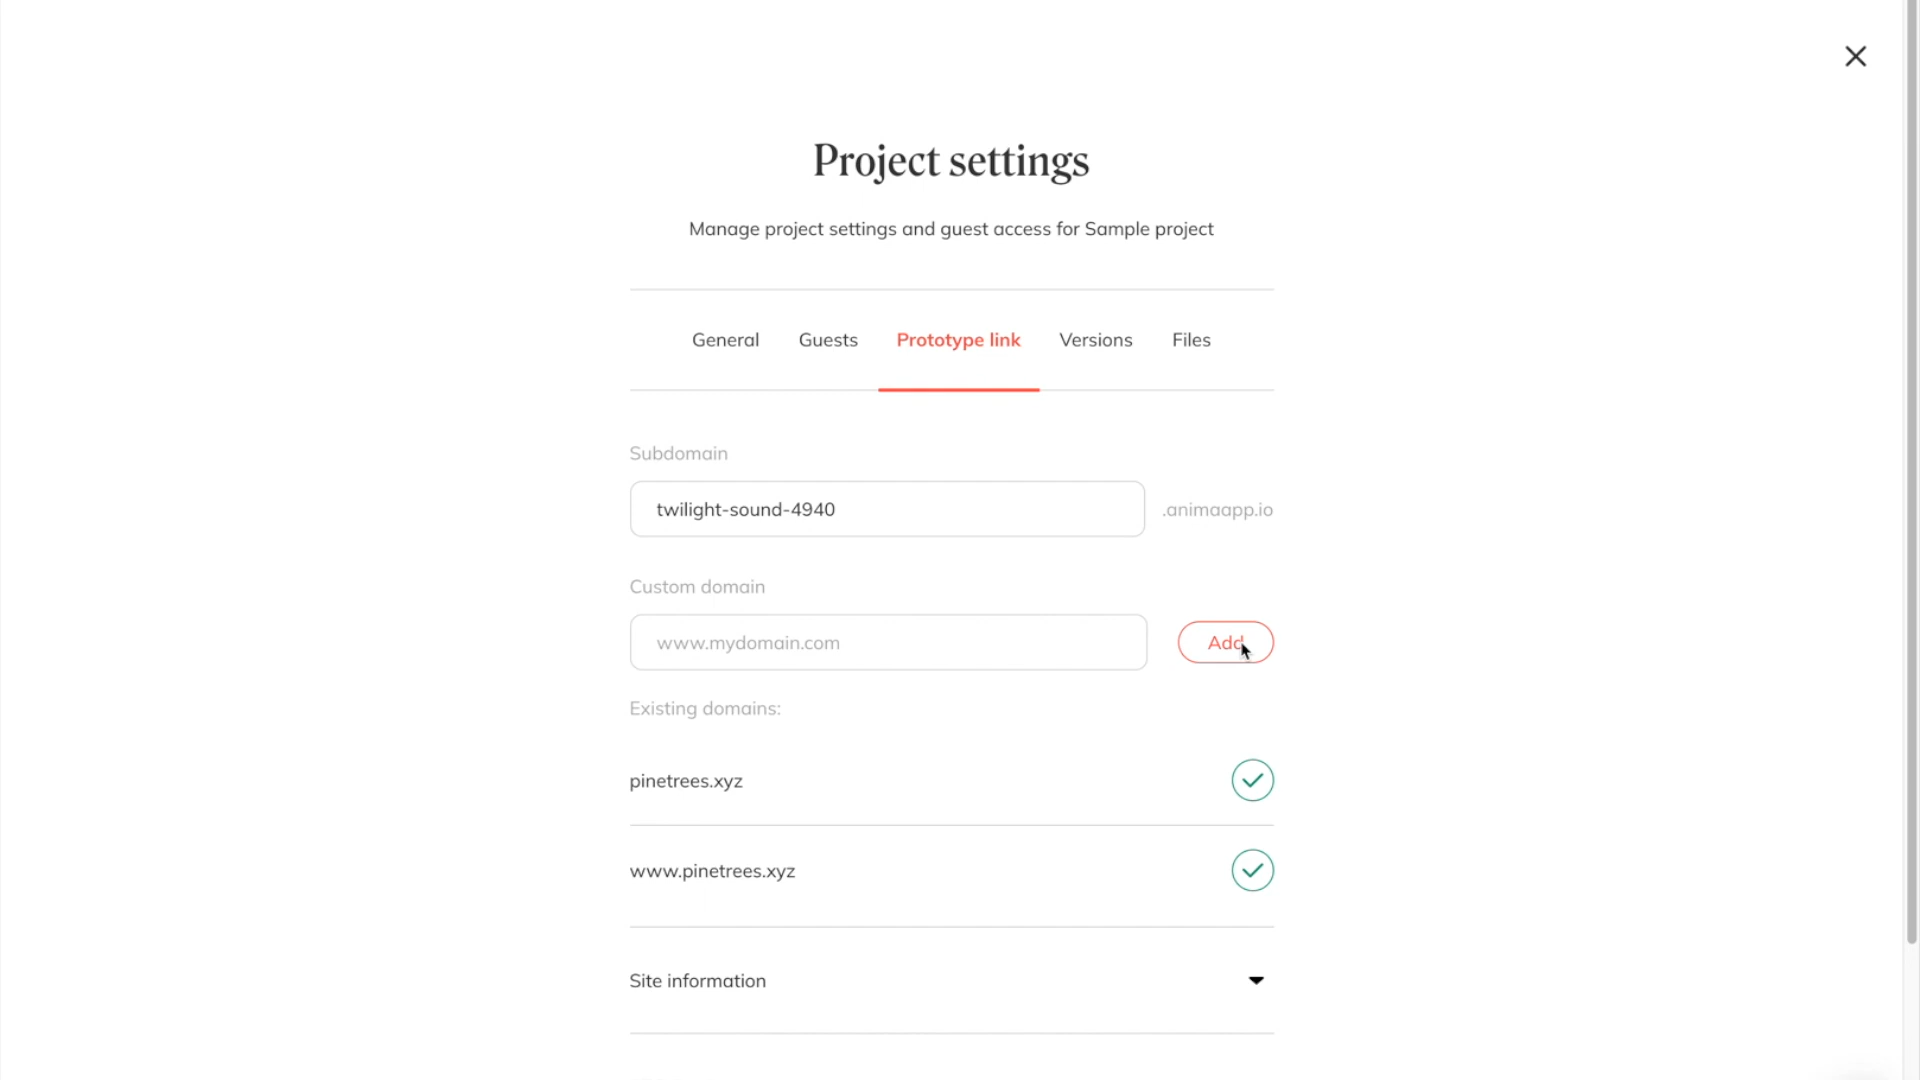 Project settings
Manage project settings and guest access for Sample project
General Guests Prototype link Versions Files
Subdomain
twilight-sound-4940 .animaapp.io
Custom domain
www.mydomain.com Add
Existing domains:
pinetrees.xyz
www.pinetrees.xyz
Site information